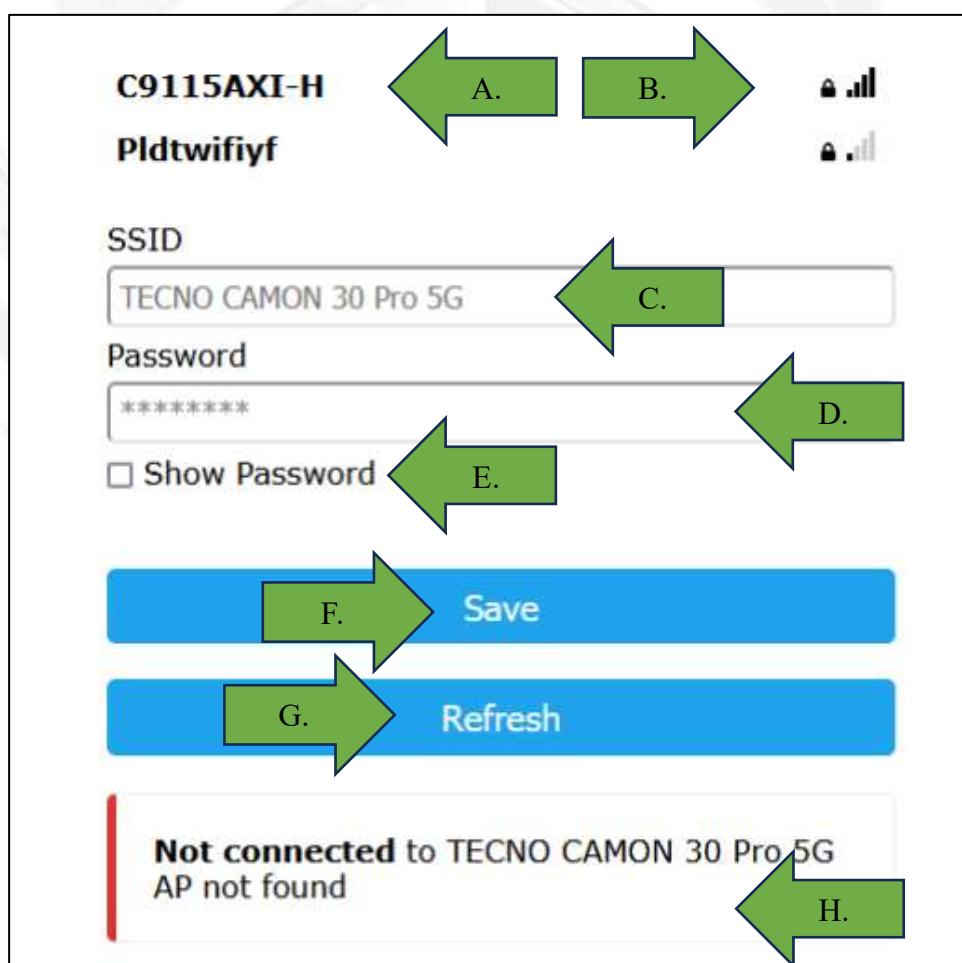 C9115AXI-H A. B.
Pldtwifiyf
SSID
TECNO CAMON 30 Pro 5G C.
Password
******** D.
Show Password E.
F. Save
G. Refresh
Not connected to TECNO CAMON 30 Pro 5G
AP not found H.